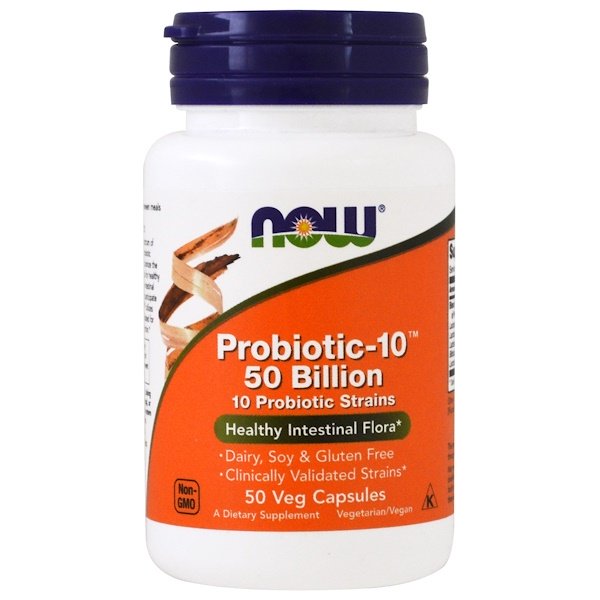 now®
Probiotic-10™
50 Billion
10 Probiotic Strains
Healthy Intestinal Flora*
• Dairy, Soy & Gluten Free
• Clinically Validated Strains*
50 Veg Capsules
Non-
GMO
K
A Dietary Supplement Vegetarian/Vegan